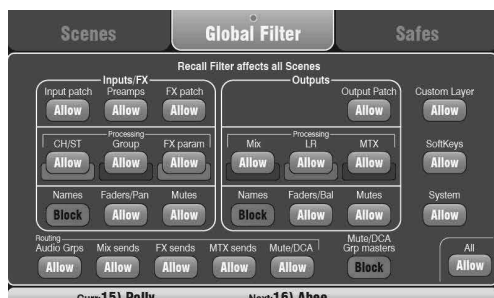 Scenes Global Filter Safes
Recall Filter affects all Scenes
Inputs/FX Outputs
Input patch Preamps FX patch Output Patch Custom Layer
Allow Allow Allow Allow Allow
Processing Processing
CH/ST Group FX param Mix LR MTX SoftKeys
Allow Allow Allow Allow Allow Allow Allow
Names Faders/Pan Mutes Names Faders/Bal Mutes System
Block Allow Allow Block Allow Allow Allow
Routing Mute/DCA
Audio Grps Mix sends FX sends MTX sends Mute/DCA Grp masters All
Allow Allow Allow Allow Allow Block Allow
Curr:15) Polly Next:16) Abee